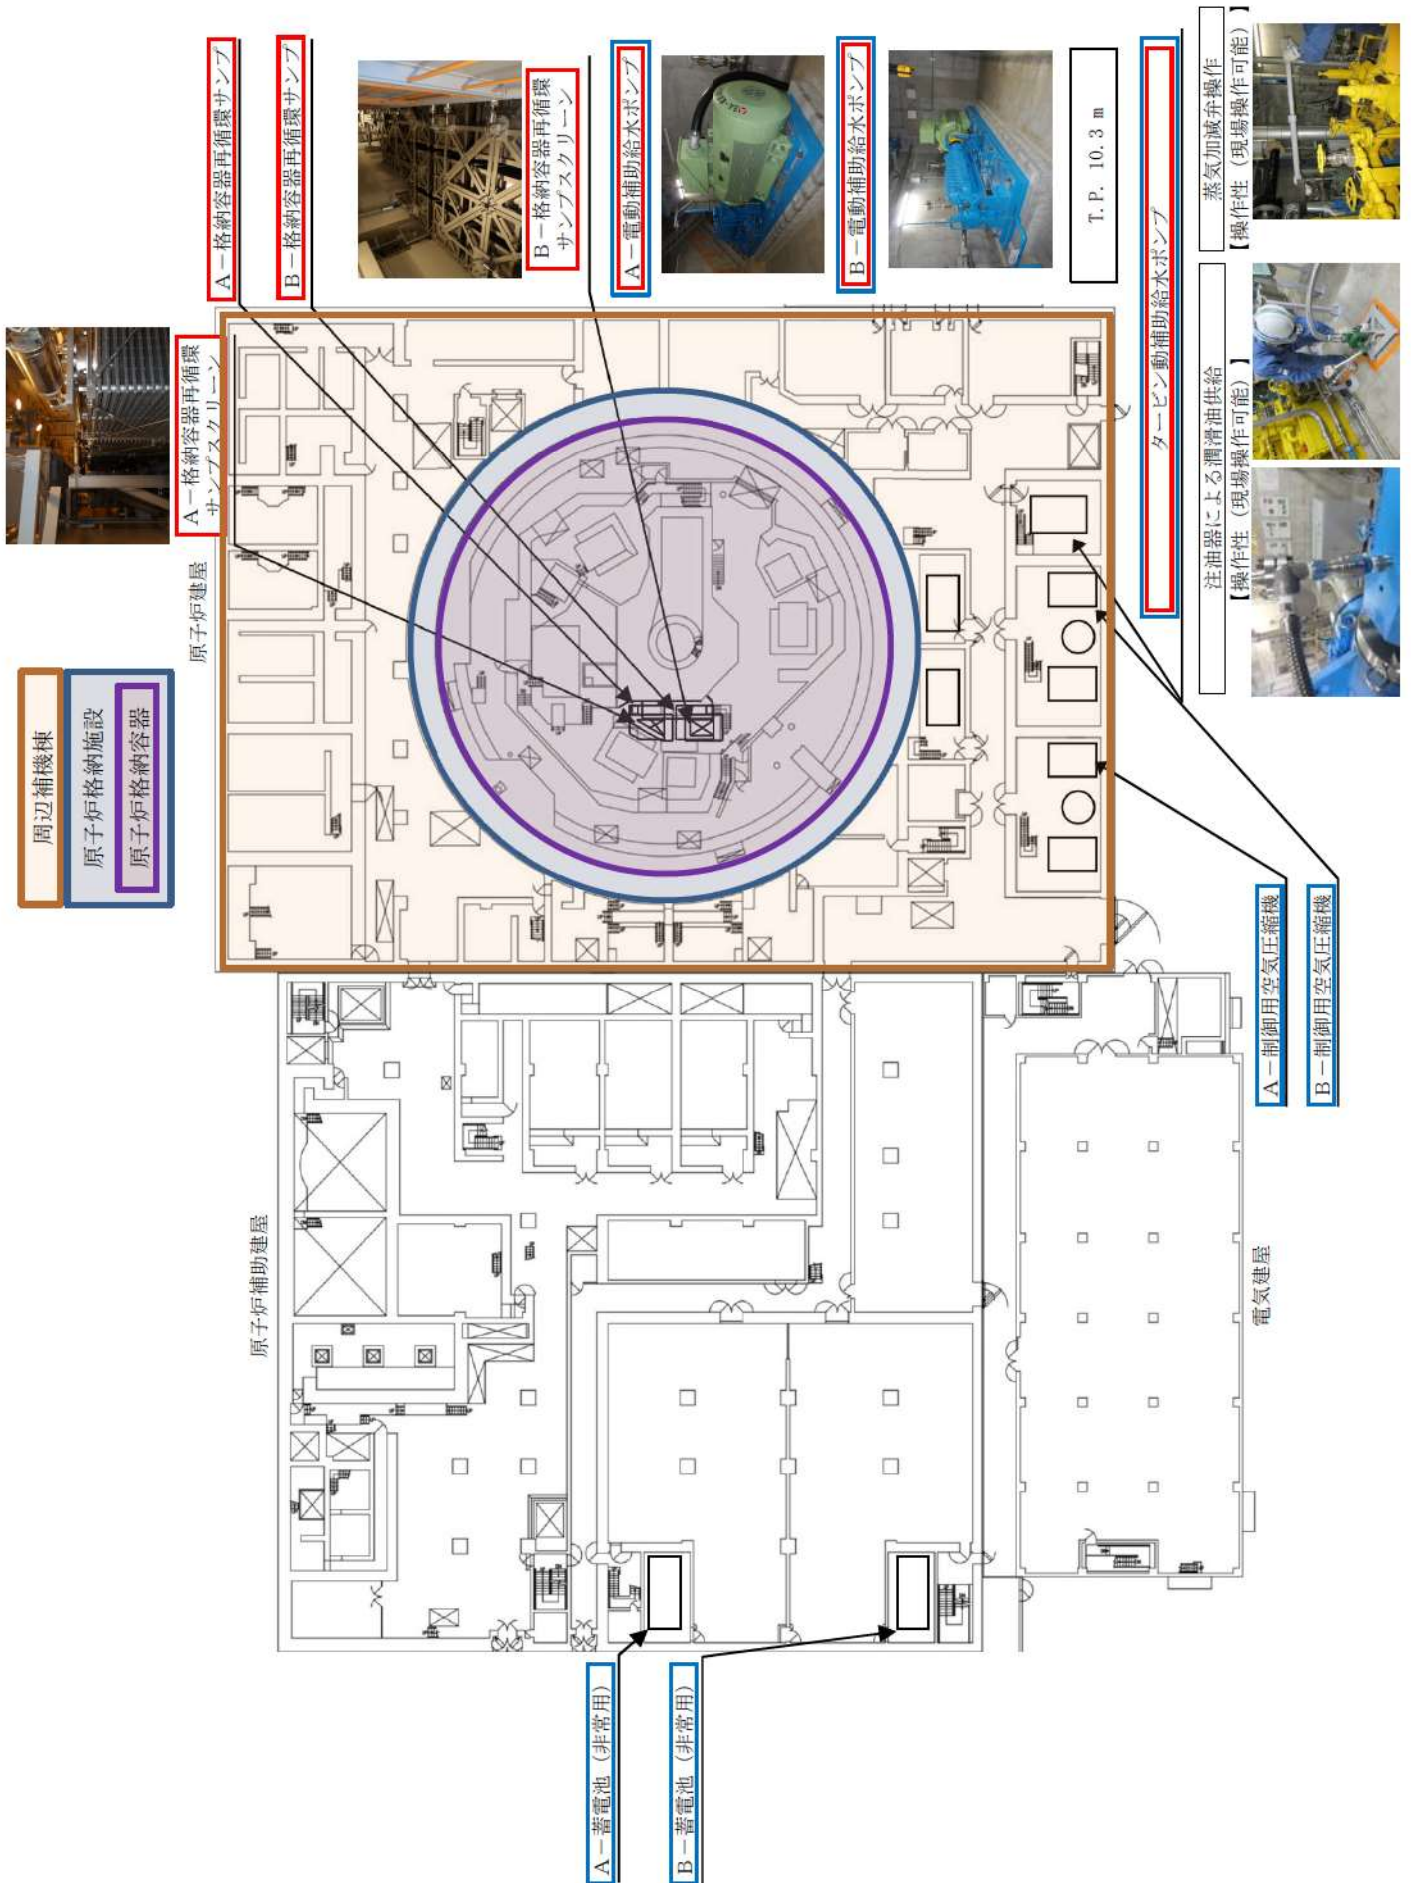 周辺補機棟
原子炉格納施設
原子炉格納容器
原子炉建屋
原子炉補助建屋
電気建屋
A－格納容器再循環
サンプスクリーン
A－格納容器再循環サンプ
B－格納容器再循環サンプ
B－格納容器再循環
サンプスクリーン
A－電動補助給水ポンプ
B－電動補助給水ポンプ
T.P. 10.3 m
タービン動補助給水ポンプ
蒸気加減弁操作
【操作性（現場操作可能）】
注油器による潤滑油供給
【操作性（現場操作可能）】
A－制御用空気圧縮機
B－制御用空気圧縮機
A－蓄電池（非常用）
B－蓄電池（非常用）